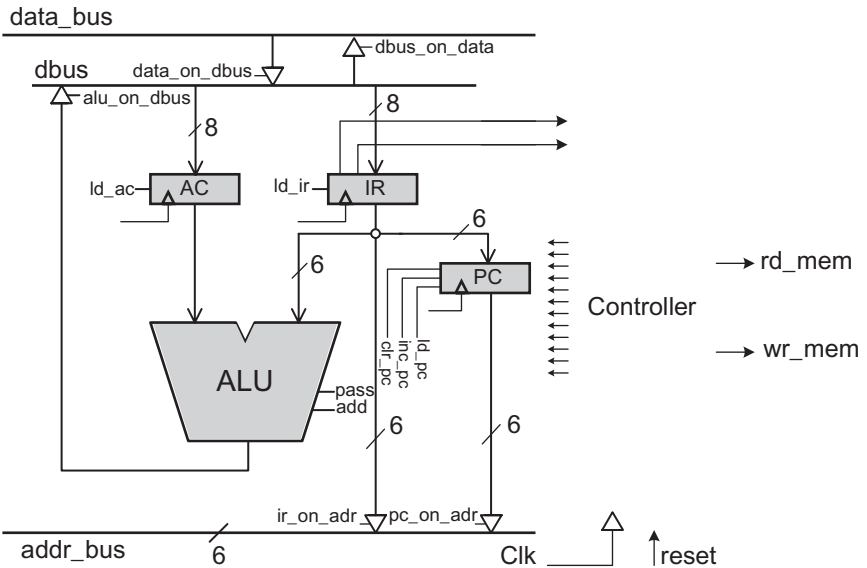 data_bus
dbus_on_data
dbus
data_on_dbus
alu_on_dbus
8
8
ld_ac
AC
ld_ir
IR
6
6
PC
rd_mem
Controller
clr_pc
inc_pc
ld_pc
wr_mem
ALU
pass
add
6
6
ir_on_adr
pc_on_adr
addr_bus
6
Clk
reset